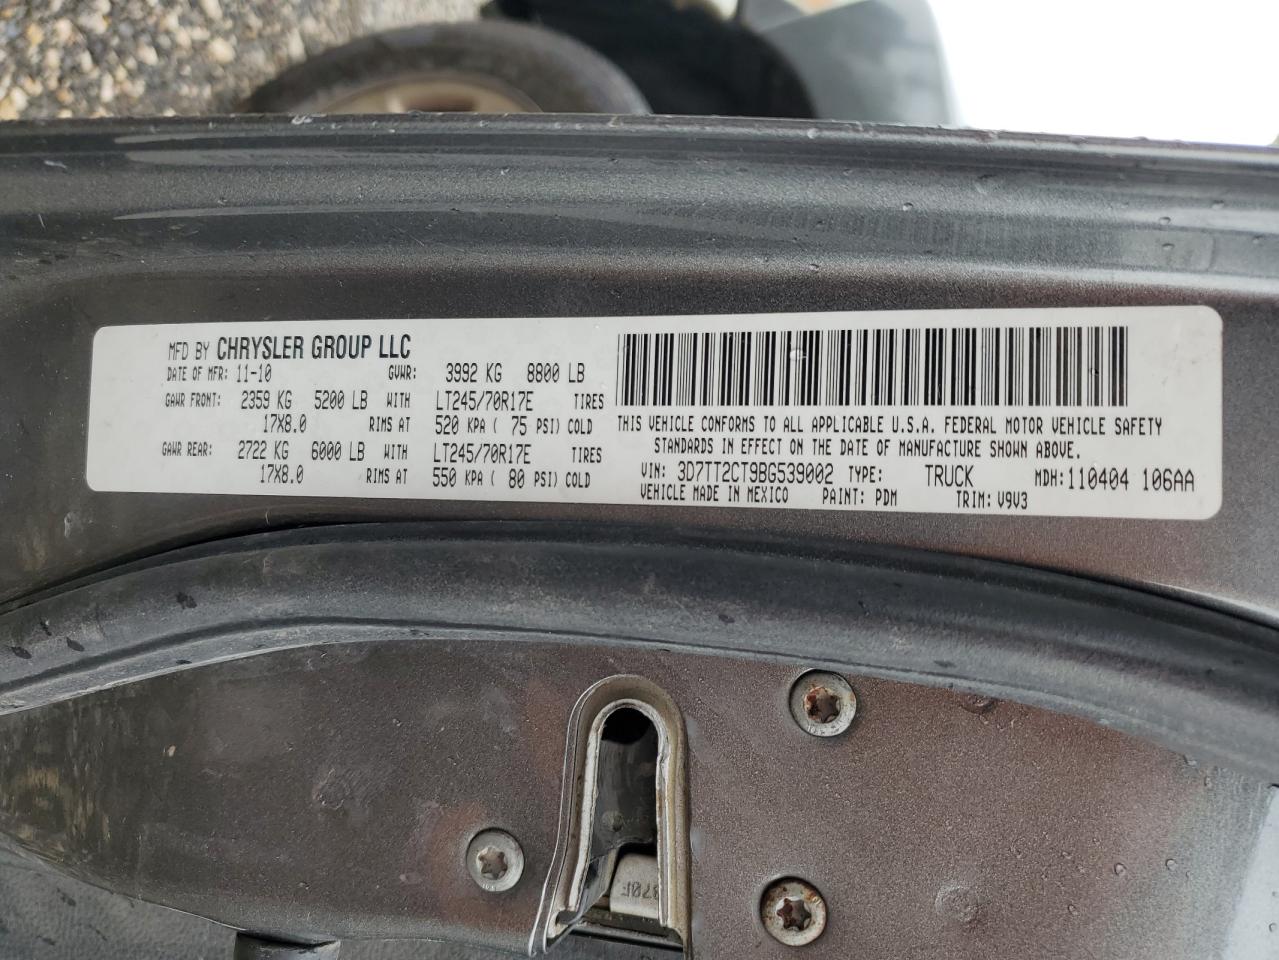 MFD BY CHRYSLER GROUP LLC
DATE OF MFR: 11-10 GVWR: 3992 KG 8800 LB
GAWR FRONT: 2359 KG 5200 LB WITH LT245/70R17E TIRES
17X8.0 RIMS AT 520 KPA ( 75 PSI) COLD
GAWR REAR: 2722 KG 6000 LB WITH LT245/70R17E TIRES
17X8.0 RIMS AT 550 KPA ( 80 PSI) COLD
THIS VEHICLE CONFORMS TO ALL APPLICABLE U.S.A. FEDERAL MOTOR VEHICLE SAFETY
STANDARDS IN EFFECT ON THE DATE OF MANUFACTURE SHOWN ABOVE.
VIN: 3D7TT2CT9BG539002 TYPE: TRUCK MDH: 110404 106AA
VEHICLE MADE IN MEXICO PAINT: PDM TRIM: V9V3